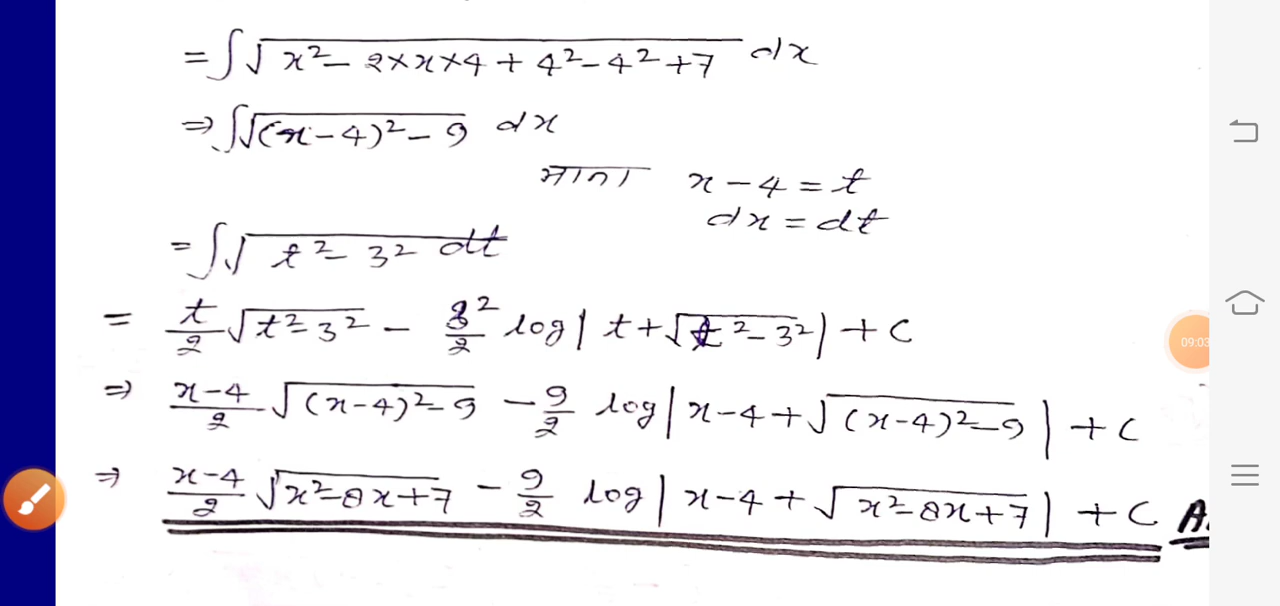 = ∫√x²- 2×x×4 + 4²-4²+7 dx
⇒ ∫√(x-4)²-9 dx
माना x-4 = t
dx = dt
= ∫√t²-3² dt
= t/2 √t²-3² - 3²/2 log|t+√t²-3²| + C
⇒ x-4/2 √(x-4)²-9 - 9/2 log|x-4+√(x-4)²-9| + C
⇒ x-4/2 √x²-8x+7 - 9/2 log|x-4+√x²-8x+7| + C A
09:03